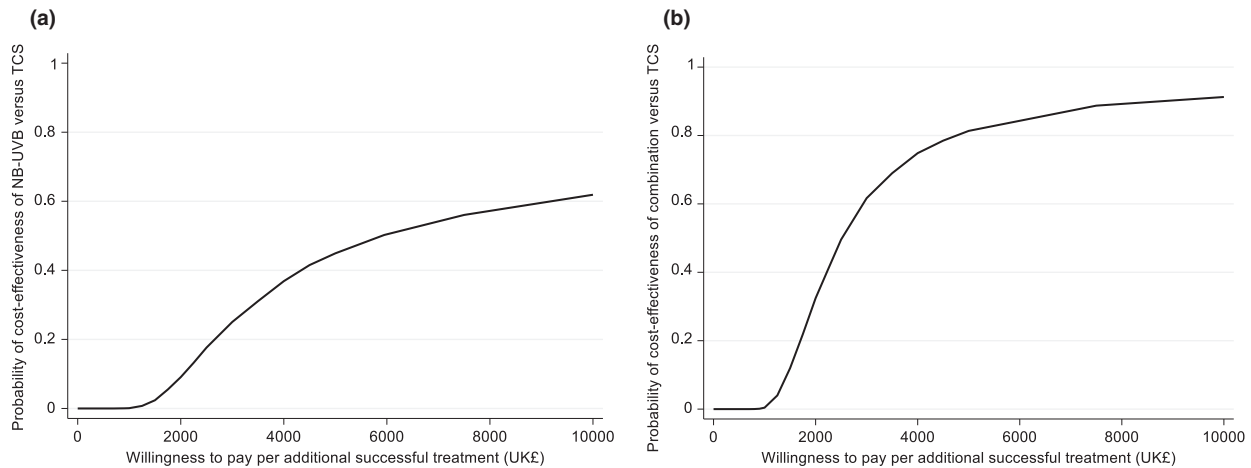 (a)
Probability of cost-effectiveness of NB-UVB versus TCS
1
0.8
0.6
0.4
0.2
0
0 2000 4000 6000 8000 10000
Willingness to pay per additional successful treatment (UK£)
(b)
Probability of cost-effectiveness of combination versus TCS
1
0.8
0.6
0.4
0.2
0
0 2000 4000 6000 8000 10000
Willingness to pay per additional successful treatment (UK£)